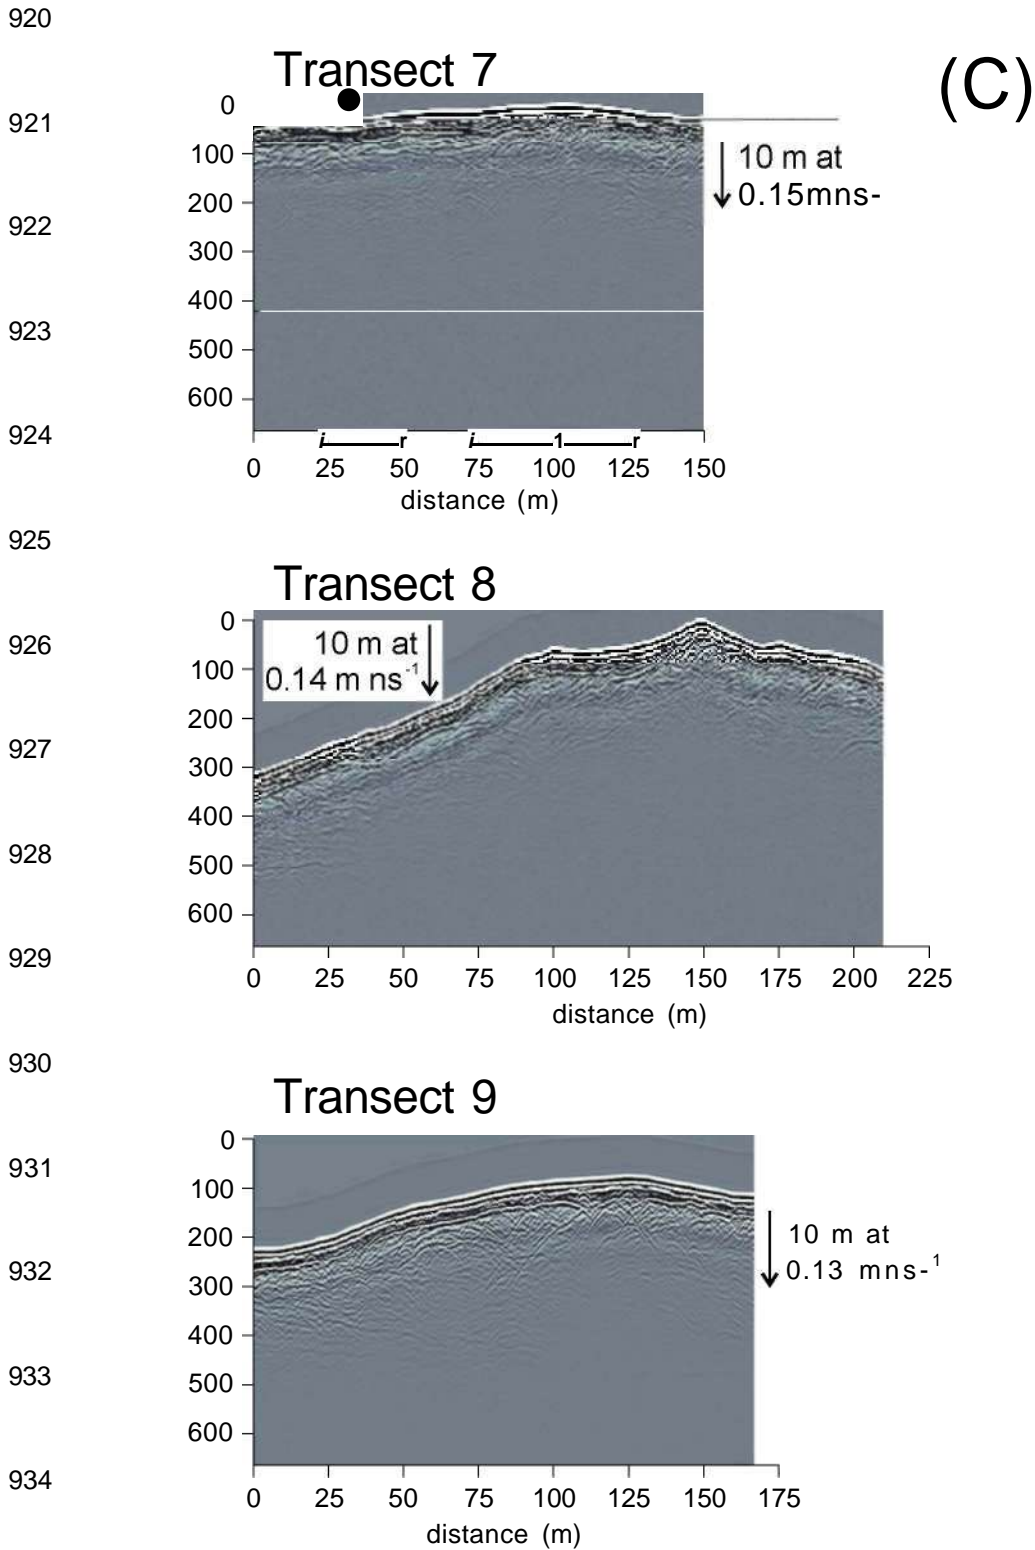 920
Transect 7
(C)
0
921
100
10 m at
0.15mns-
200
922
300
400
923
500
600
924
i r i 1 r
0 25 50 75 100 125 150
distance (m)
925
Transect 8
0
926
10 m at
0.14 m ns-1
100
200
927
300
400
928
500
600
929
0 25 50 75 100 125 150 175 200 225
distance (m)
930
Transect 9
0
931
100
200
10 m at
932
0.13 mns-1
300
400
933
500
600
934
0 25 50 75 100 125 150 175
distance (m)